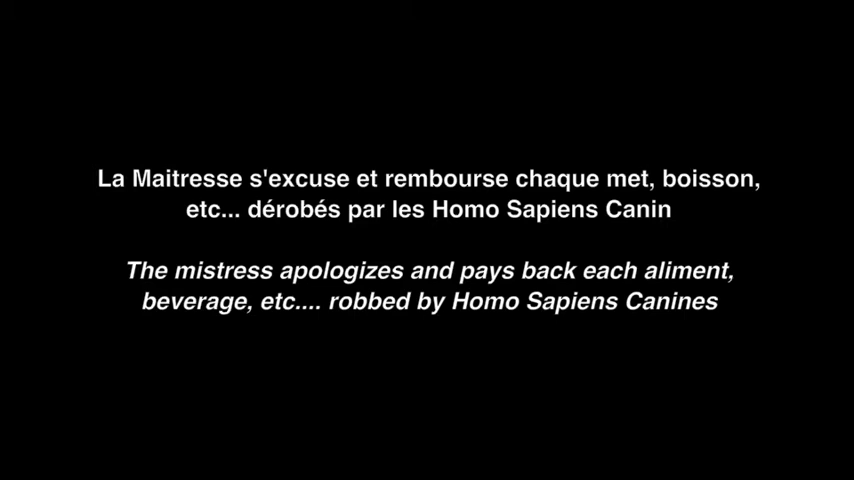 La Maitresse s'excuse et rembourse chaque met, boisson,
etc... dérobés par les Homo Sapiens Canin
The mistress apologizes and pays back each aliment,
beverage, etc.... robbed by Homo Sapiens Canines